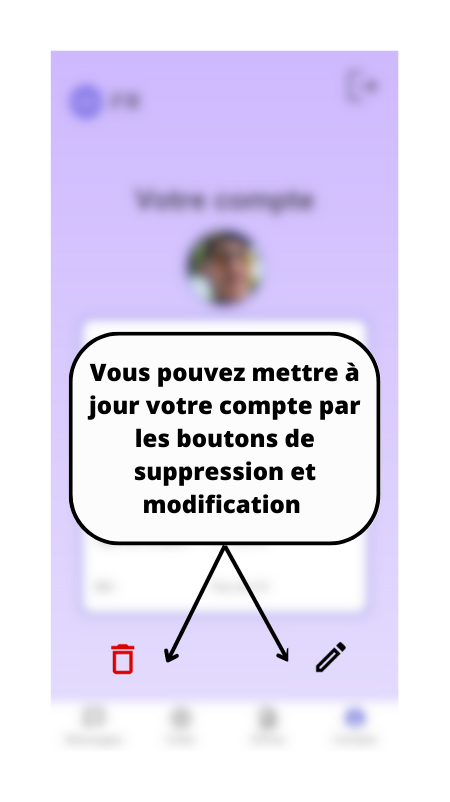 Votre compte
Vous pouvez mettre à
jour votre compte par
les boutons de
suppression et
modification